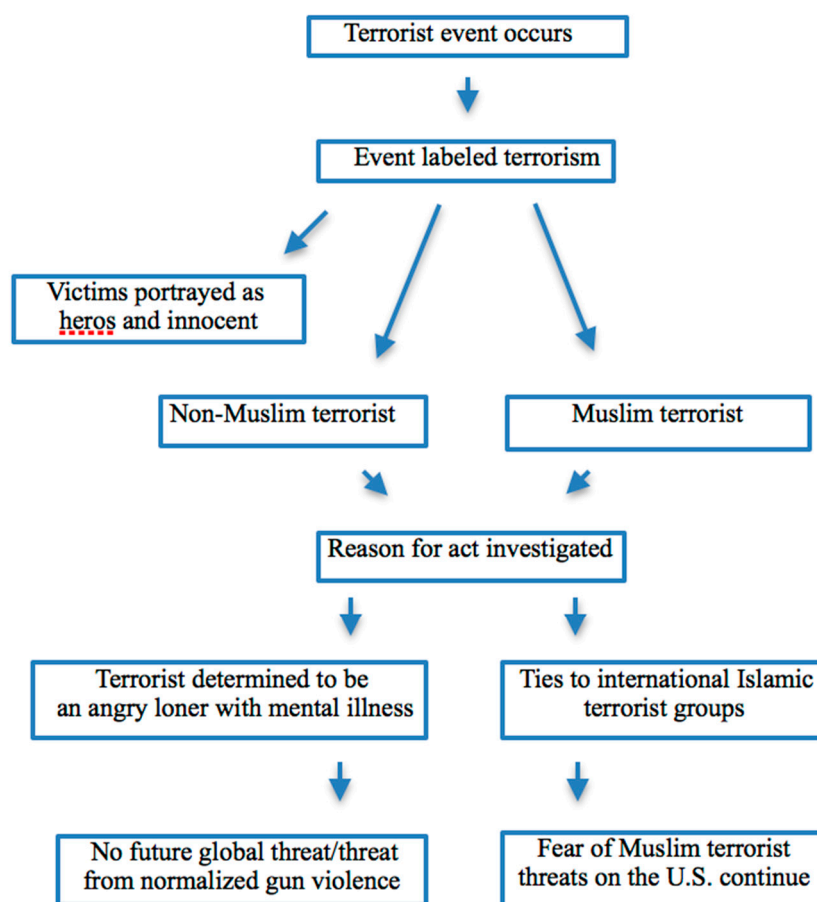 Terrorist event occurs
Event labeled terrorism
Victims portrayed as
heros and innocent
Non-Muslim terrorist
Muslim terrorist
Reason for act investigated
Terrorist determined to be
an angry loner with mental illness
Ties to international Islamic
terrorist groups
No future global threat/threat
from normalized gun violence
Fear of Muslim terrorist
threats on the U.S. continue